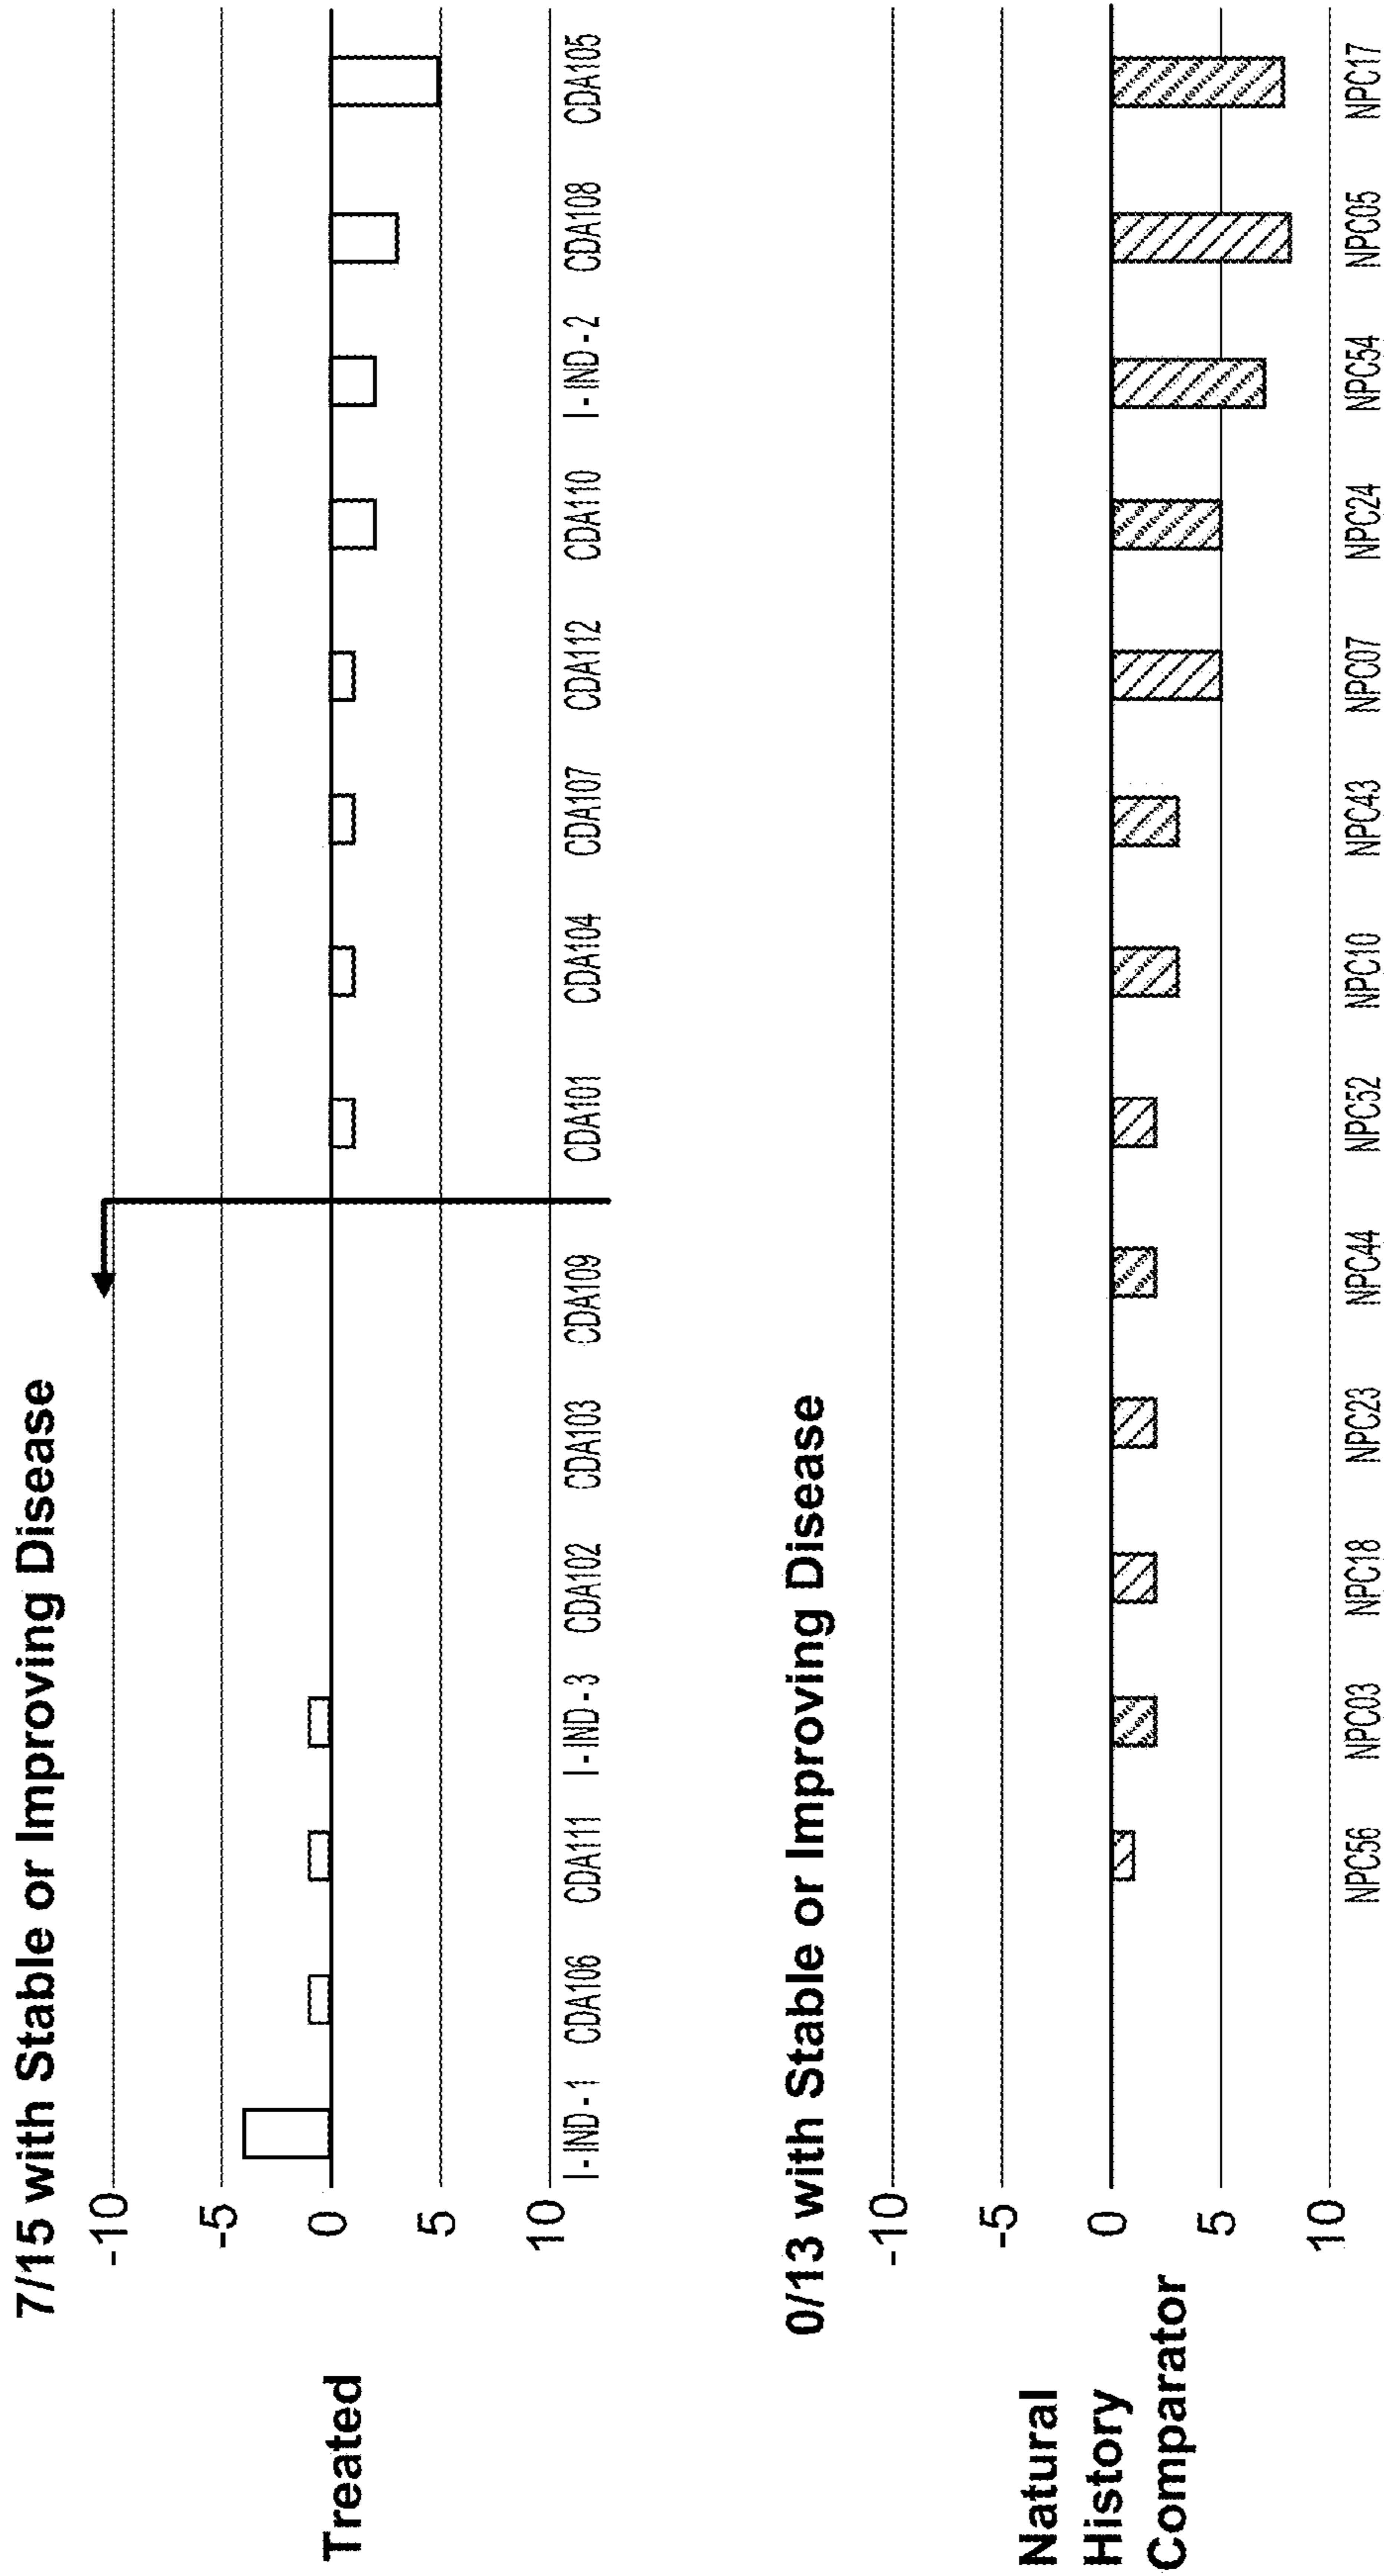 7/15 with Stable or Improving Disease
Treated
-10
-5
0
5
10
I-IND-1 CDA106 CDA111 I-IND-3 CDA102 CDA103 CDA109 CDA101 CDA104 CDA107 CDA112 CDA110 I-IND-2 CDA108 CDA105
0/13 with Stable or Improving Disease
Natural
History
Comparator
-10
-5
0
5
10
NPC56 NPC03 NPC18 NPC23 NPC44 NPC52 NPC10 NPC43 NPC07 NPC24 NPC54 NPC05 NPC17